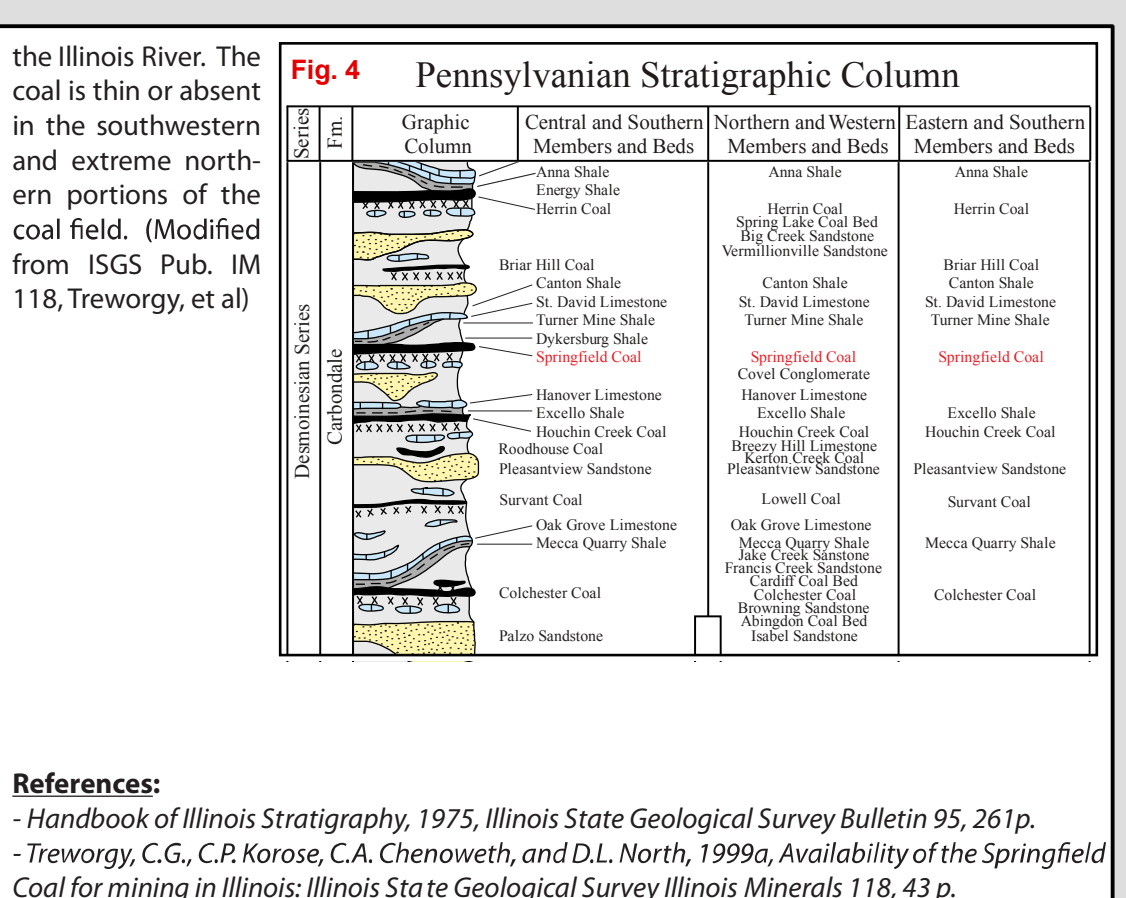 the Illinois River. The
coal is thin or absent
in the southwestern
and extreme north-
ern portions of the
coal field. (Modified
from ISGS Pub. IM
118, Treworgy, et al)
Fig. 4 Pennsylvanian Stratigraphic Column
Series
Fm.
Graphic
Column
Central and Southern
Members and Beds
Northern and Western
Members and Beds
Eastern and Southern
Members and Beds
Desmoinesian Series
Carbondale
Anna Shale
Energy Shale
Herrin Coal
Briar Hill Coal
Canton Shale
St. David Limestone
Turner Mine Shale
Dykersburg Shale
Springfield Coal
Hanover Limestone
Excello Shale
Houchin Creek Coal
Roodhouse Coal
Pleasantview Sandstone
Survant Coal
Oak Grove Limestone
Mecca Quarry Shale
Colchester Coal
Palzo Sandstone
Anna Shale
Herrin Coal
Spring Lake Coal Bed
Big Creek Sandstone
Vermillionville Sandstone
Canton Shale
St. David Limestone
Turner Mine Shale
Springfield Coal
Covel Conglomerate
Hanover Limestone
Excello Shale
Houchin Creek Coal
Breezy Hill Limestone
Kerton Creek Coal
Pleasantview Sandstone
Lowell Coal
Oak Grove Limestone
Mecca Quarry Shale
Jake Creek Sanstone
Francis Creek Sandstone
Cardiff Coal Bed
Colchester Coal
Browning Sandstone
Abingdon Coal Bed
Isabel Sandstone
Anna Shale
Herrin Coal
Briar Hill Coal
Canton Shale
St. David Limestone
Turner Mine Shale
Springfield Coal
Excello Shale
Houchin Creek Coal
Pleasantview Sandstone
Survant Coal
Mecca Quarry Shale
Colchester Coal
References:
- Handbook of Illinois Stratigraphy, 1975, Illinois State Geological Survey Bulletin 95, 261p.
- Treworgy, C.G., C.P. Korose, C.A. Chenoweth, and D.L. North, 1999a, Availability of the Springfield
Coal for mining in Illinois: Illinois State Geological Survey Illinois Minerals 118, 43 p.